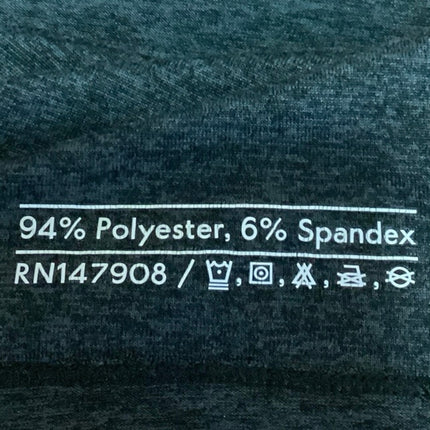 94% Polyester, 6% Spandex
RN147908 / , , , ,